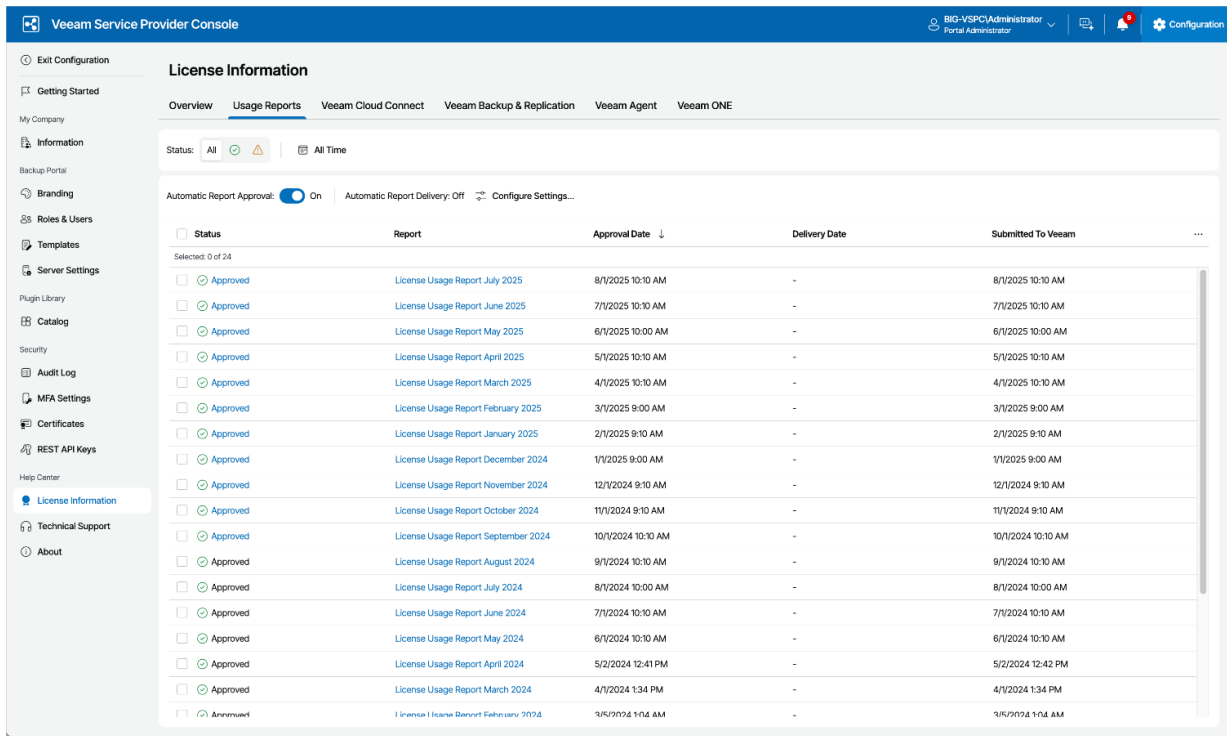 Veeam Service Provider Console
BIG-VSPC\Administrator
Portal Administrator
9
Configuration
Exit Configuration
Getting Started
My Company
Information
Backup Portal
Branding
Roles & Users
Templates
Server Settings
Plugin Library
Catalog
Security
Audit Log
MFA Settings
Certificates
REST API Keys
Help Center
License Information
Technical Support
About
License Information
Overview Usage Reports Veeam Cloud Connect Veeam Backup & Replication Veeam Agent Veeam ONE
Status: All All Time
Automatic Report Approval: On Automatic Report Delivery: Off Configure Settings...
Status Report Approval Date ↓ Delivery Date Submitted To Veeam ...
Selected: 0 of 24
Approved License Usage Report July 2025 8/1/2025 10:10 AM - 8/1/2025 10:10 AM
Approved License Usage Report June 2025 7/1/2025 10:10 AM - 7/1/2025 10:10 AM
Approved License Usage Report May 2025 6/1/2025 10:00 AM - 6/1/2025 10:00 AM
Approved License Usage Report April 2025 5/1/2025 10:10 AM - 5/1/2025 10:10 AM
Approved License Usage Report March 2025 4/1/2025 10:10 AM - 4/1/2025 10:10 AM
Approved License Usage Report February 2025 3/1/2025 9:00 AM - 3/1/2025 9:00 AM
Approved License Usage Report January 2025 2/1/2025 9:10 AM - 2/1/2025 9:10 AM
Approved License Usage Report December 2024 1/1/2025 9:00 AM - 1/1/2025 9:00 AM
Approved License Usage Report November 2024 12/1/2024 9:10 AM - 12/1/2024 9:10 AM
Approved License Usage Report October 2024 11/1/2024 9:10 AM - 11/1/2024 9:10 AM
Approved License Usage Report September 2024 10/1/2024 10:10 AM - 10/1/2024 10:10 AM
Approved License Usage Report August 2024 9/1/2024 10:10 AM - 9/1/2024 10:10 AM
Approved License Usage Report July 2024 8/1/2024 10:00 AM - 8/1/2024 10:00 AM
Approved License Usage Report June 2024 7/1/2024 10:10 AM - 7/1/2024 10:10 AM
Approved License Usage Report May 2024 6/1/2024 10:10 AM - 6/1/2024 10:10 AM
Approved License Usage Report April 2024 5/2/2024 12:41 PM - 5/2/2024 12:42 PM
Approved License Usage Report March 2024 4/1/2024 1:34 PM - 4/1/2024 1:34 PM
Approved License Usage Report February 2024 3/5/2024 1:04 AM - 3/5/2024 1:04 AM